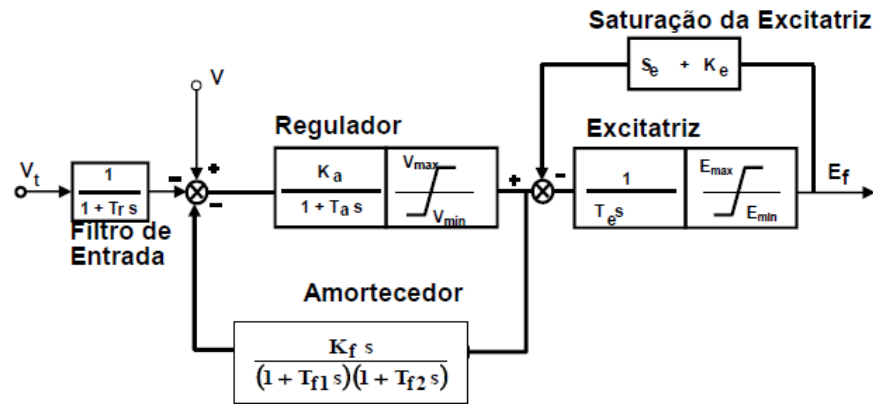 Saturação da Excitatriz
S_e + K_e
V
Regulador
Excitatriz
V_t
1
1 + Tr s
K_a
1 + T_a s
V_max
V_min
1
T_e s
E_max
E_min
E_f
- + -
+ -
Filtro de
Entrada
Amortecedor
K_f s
(1 + T_f1 s)(1 + T_f2 s)